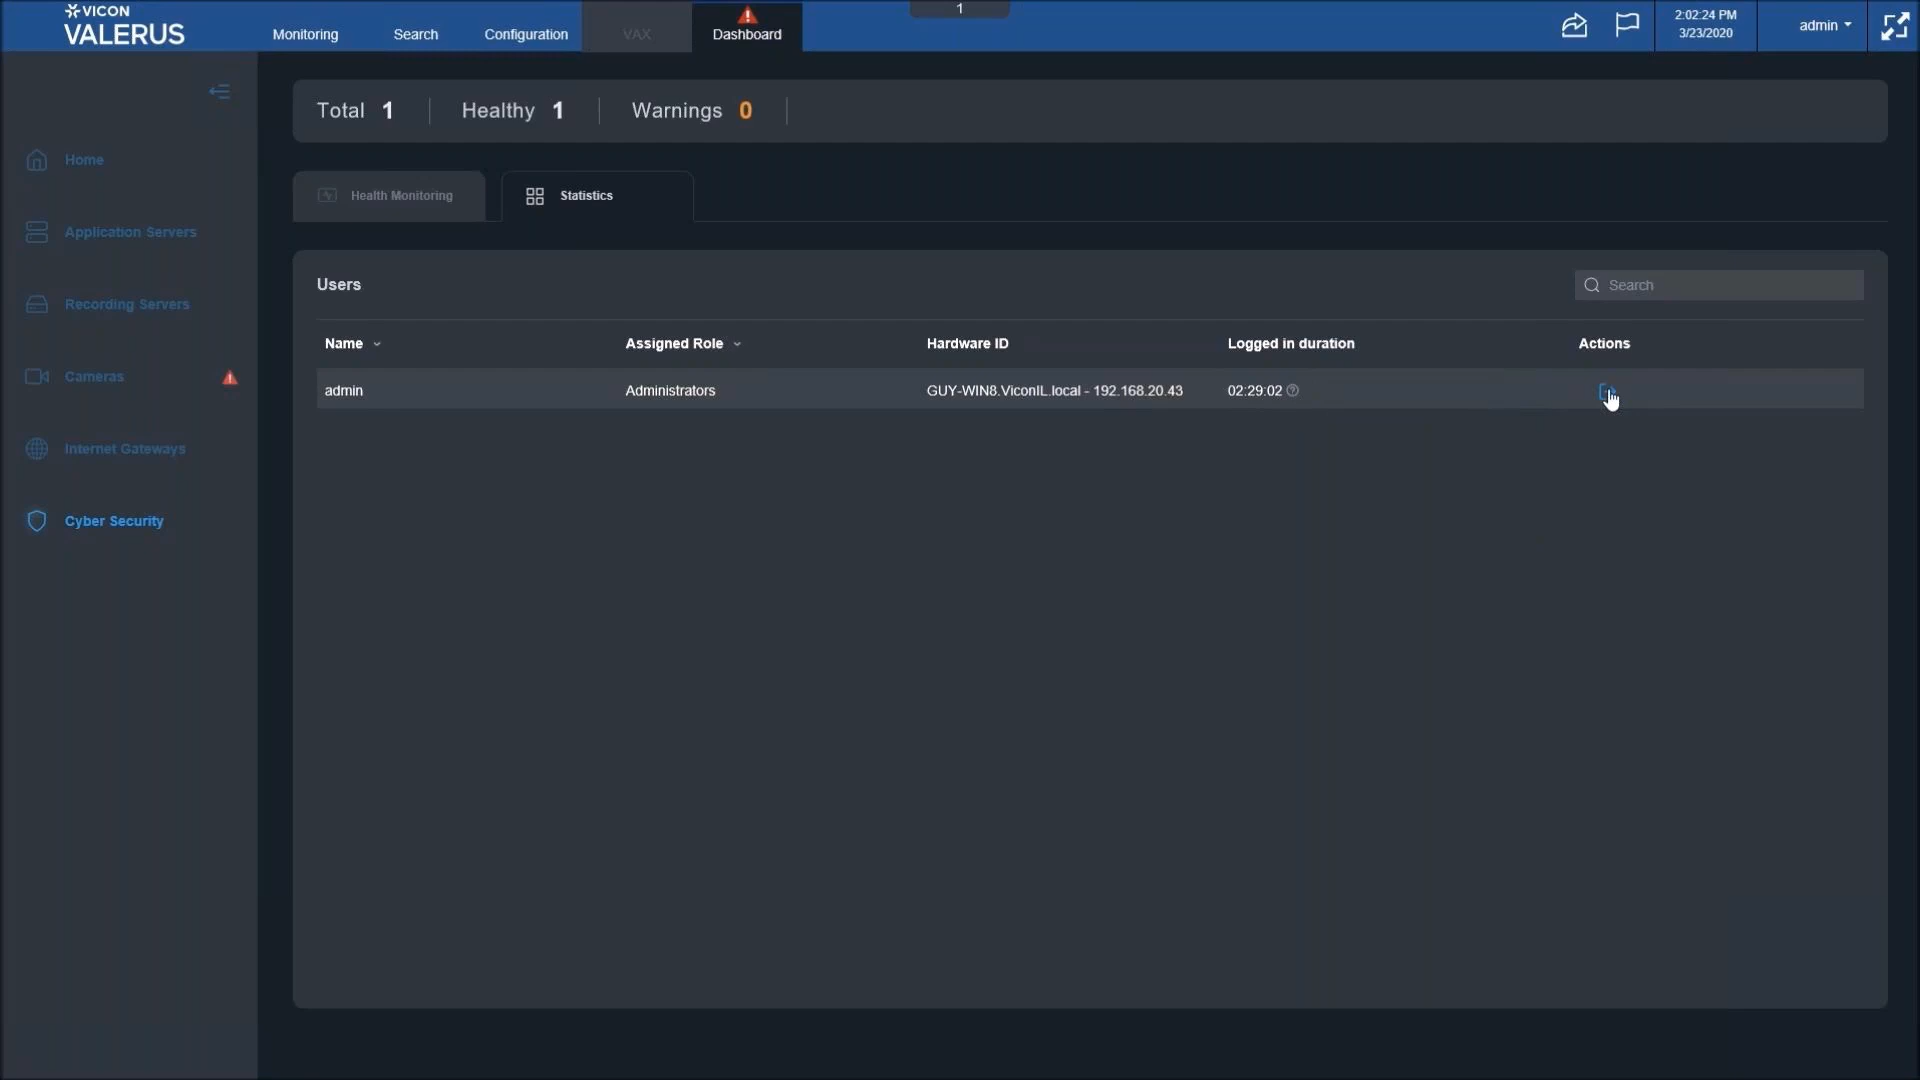 VICON
VALERUS
Monitoring
Search
Configuration
VAX
Dashboard
1
2:02:24 PM
3/23/2020
admin
Total 1
Healthy 1
Warnings 0
Home
Application Servers
Recording Servers
Cameras
Internet Gateways
Cyber Security
Health Monitoring
Statistics
Users
Search
Name Assigned Role Hardware ID Logged in duration Actions
admin Administrators GUY-WIN8.ViconIL.local - 192.168.20.43 02:29:02